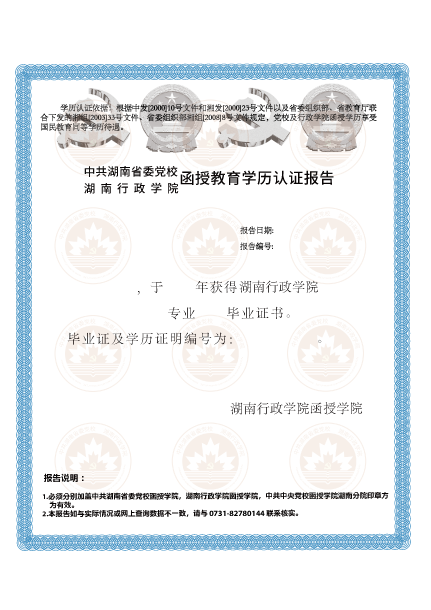 学历认证依据：根据中发[2000]10号文件和湘发[2000]23号文件以及省委组织部、省教育厅联
合下发的湘组[2003]33号文件、省委组织部湘组[2008]8号文件规定，党校及行政学院函授学历享受
国民教育同等学历待遇。
中共湖南省委党校
湖南行政学院
函授教育学历认证报告
报告日期:
报告编号:
，于 年获得湖南行政学院
专业 毕业证书。
毕业证及学历证明编号为: 。
湖南行政学院函授学院
报告说明：
1.必须分别加盖中共湖南省委党校函授学院，湖南行政学院函授学院，中共中央党校函授学院湖南分院印章方
为有效。
2.本报告如与实际情况或网上查询数据不一致，请与 0731-82780144 联系核实。